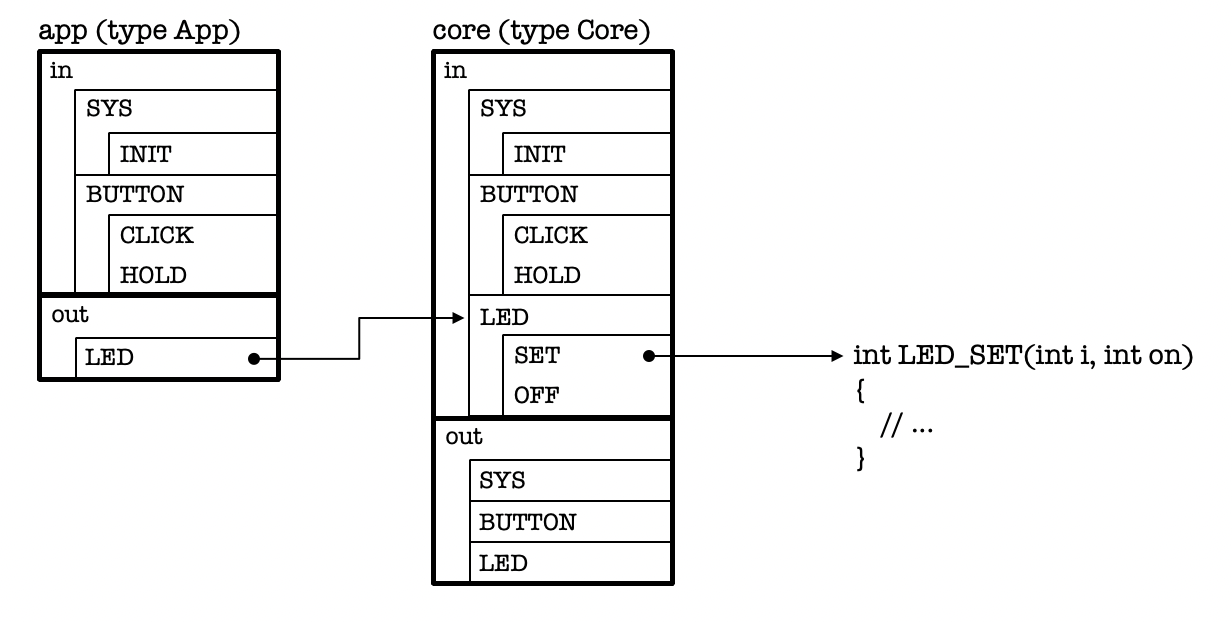 app (type App)
in
SYS
INIT
BUTTON
CLICK
HOLD
out
LED
core (type Core)
in
SYS
INIT
BUTTON
CLICK
HOLD
LED
SET
OFF
out
SYS
BUTTON
LED
int LED_SET(int i, int on)
{
// ...
}